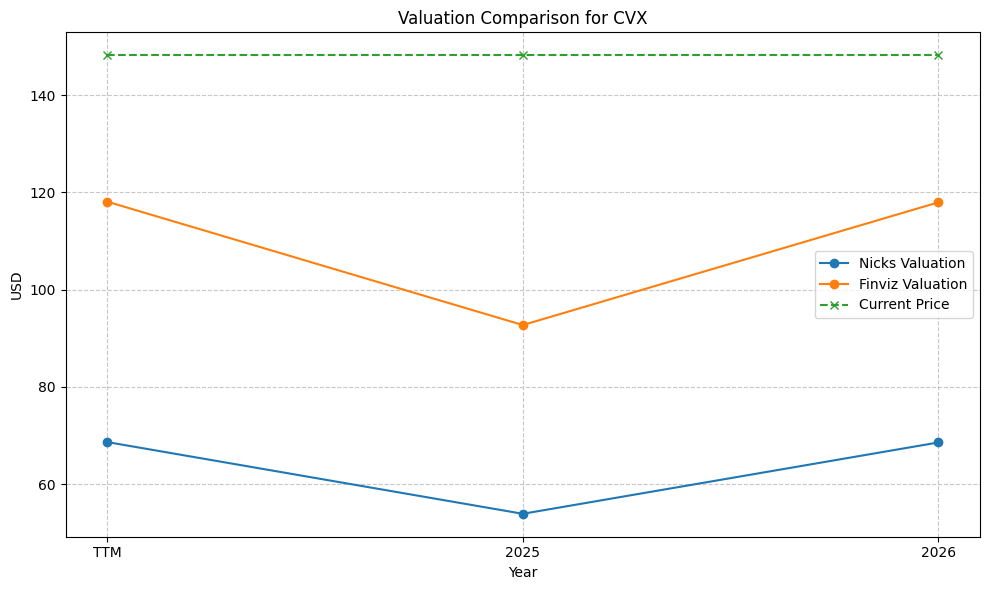 Valuation Comparison for CVX
140
120
100
80
60
USD
Nicks Valuation
Finviz Valuation
Current Price
TTM
2025
2026
Year